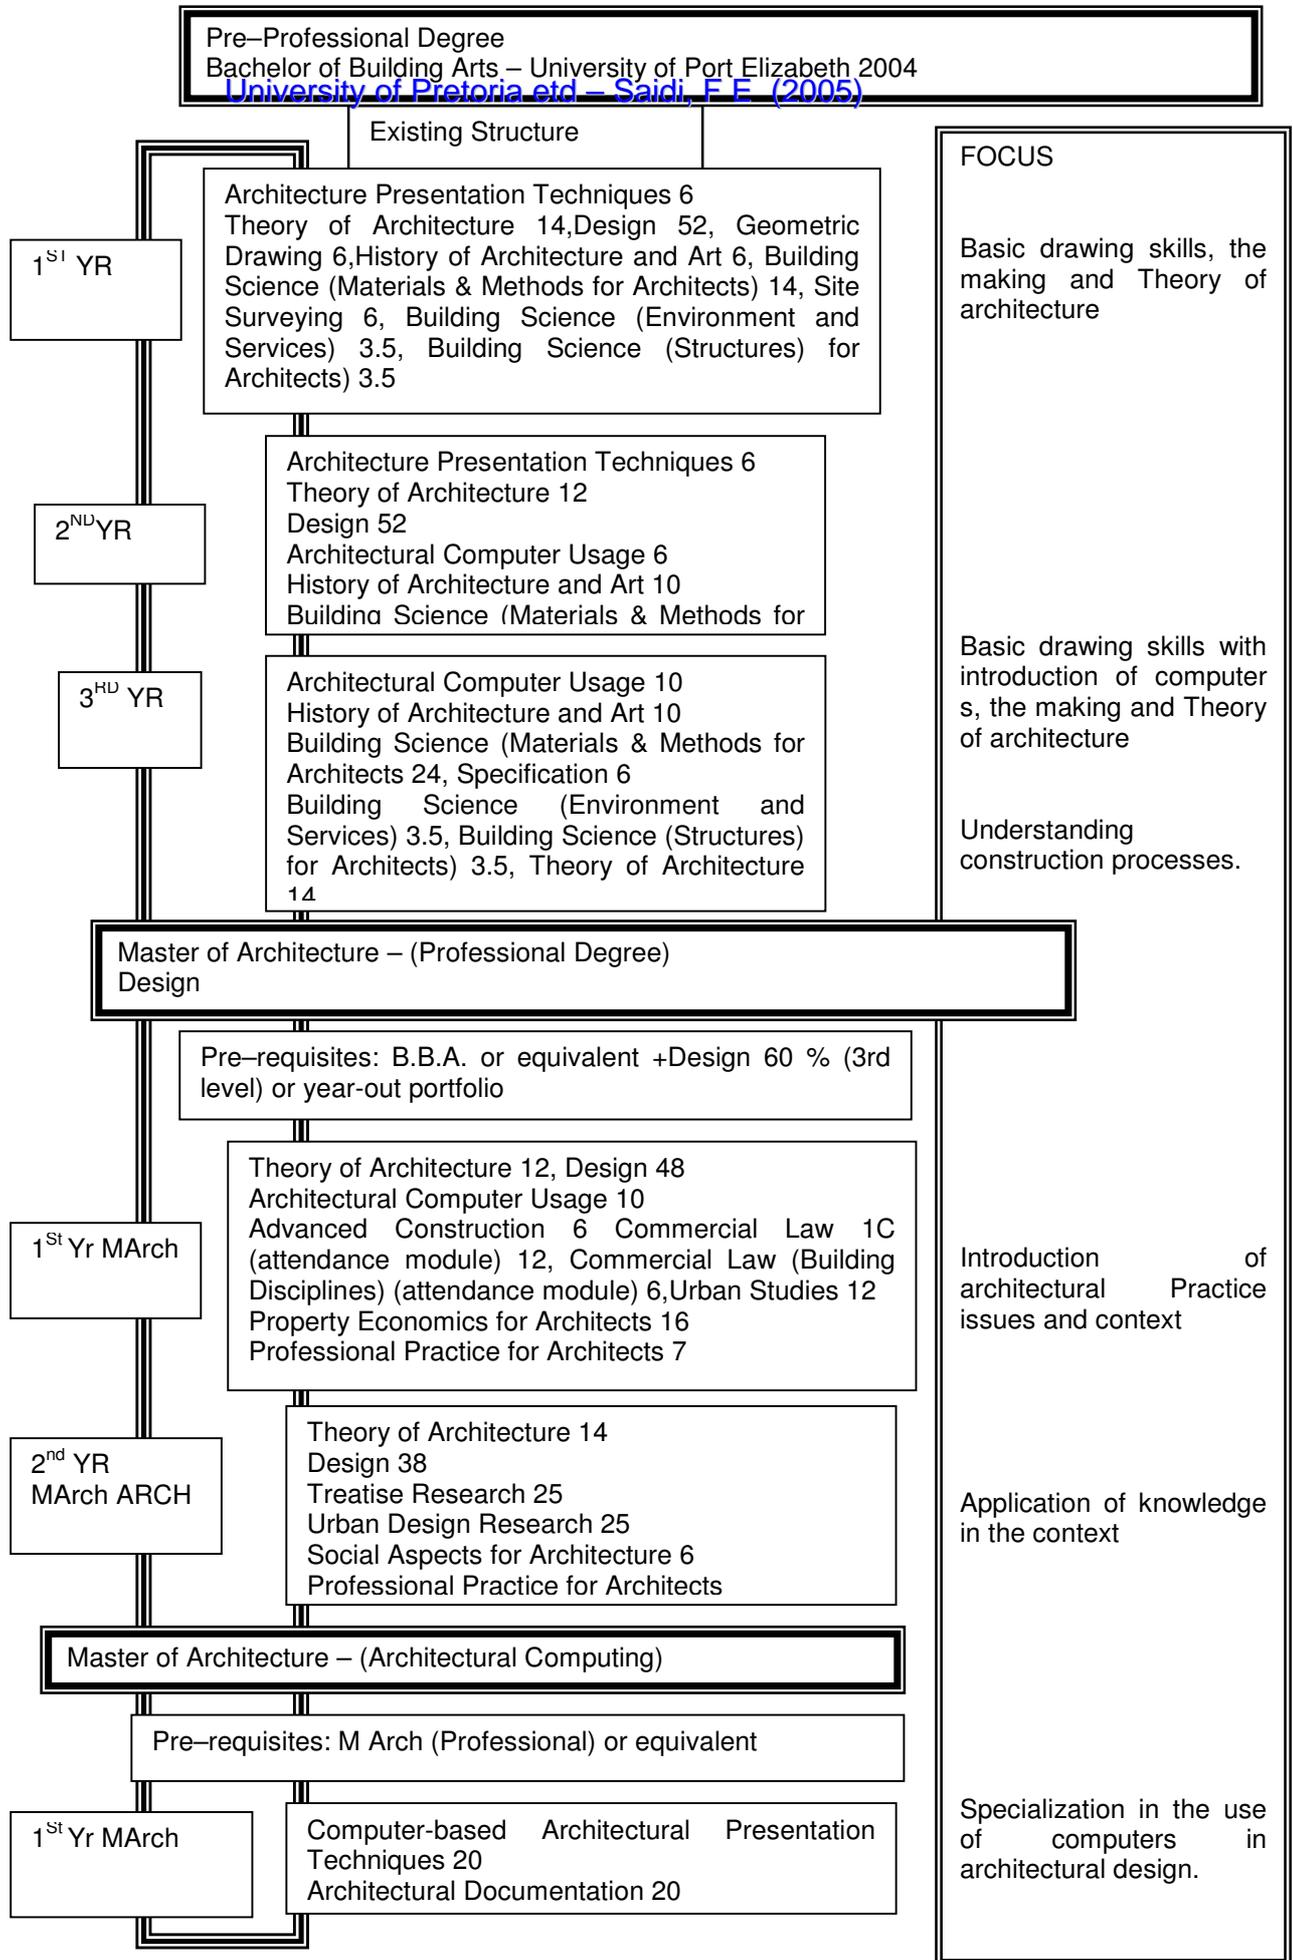 Pre–Professional Degree
Bachelor of Building Arts – University of Port Elizabeth 2004
University of Pretoria etd – Saidi, F E (2005)
Existing Structure
1ST YR
Architecture Presentation Techniques 6
Theory of Architecture 14,Design 52, Geometric
Drawing 6,History of Architecture and Art 6, Building
Science (Materials & Methods for Architects) 14, Site
Surveying 6, Building Science (Environment and
Services) 3.5, Building Science (Structures) for
Architects) 3.5
2ND YR
Architecture Presentation Techniques 6
Theory of Architecture 12
Design 52
Architectural Computer Usage 6
History of Architecture and Art 10
Building Science (Materials & Methods for
3RD YR
Architectural Computer Usage 10
History of Architecture and Art 10
Building Science (Materials & Methods for
Architects 24, Specification 6
Building Science (Environment and
Services) 3.5, Building Science (Structures)
for Architects) 3.5, Theory of Architecture
14
Master of Architecture – (Professional Degree)
Design
Pre–requisites: B.B.A. or equivalent +Design 60 % (3rd
level) or year-out portfolio
1St Yr MArch
Theory of Architecture 12, Design 48
Architectural Computer Usage 10
Advanced Construction 6 Commercial Law 1C
(attendance module) 12, Commercial Law (Building
Disciplines) (attendance module) 6,Urban Studies 12
Property Economics for Architects 16
Professional Practice for Architects 7
2nd YR
MArch ARCH
Theory of Architecture 14
Design 38
Treatise Research 25
Urban Design Research 25
Social Aspects for Architecture 6
Professional Practice for Architects
Master of Architecture – (Architectural Computing)
Pre–requisites: M Arch (Professional) or equivalent
1St Yr MArch
Computer-based Architectural Presentation
Techniques 20
Architectural Documentation 20
FOCUS
Basic drawing skills, the
making and Theory of
architecture
Basic drawing skills with
introduction of computer
s, the making and Theory
of architecture
Understanding
construction processes.
Introduction of
architectural Practice
issues and context
Application of knowledge
in the context
Specialization in the use
of computers in
architectural design.